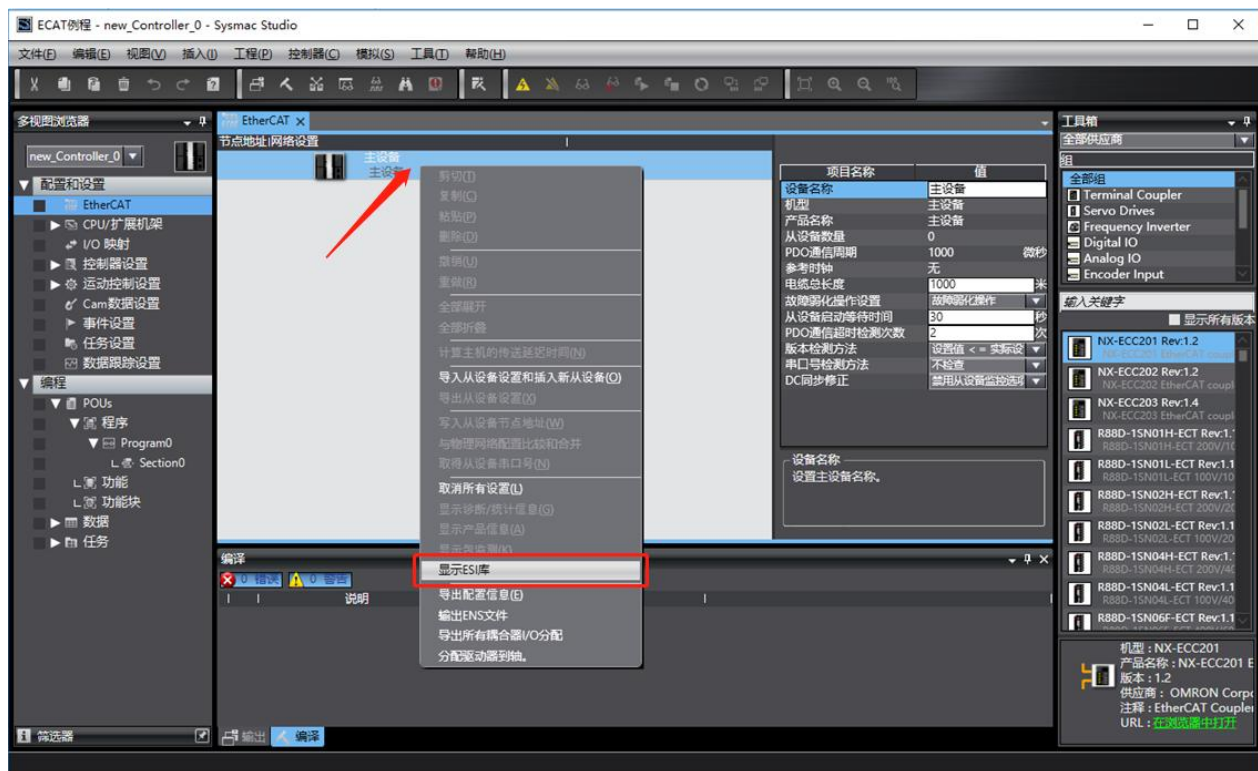 ECAT例程 - new_Controller_0 - Sysmac Studio
文件(F) 编辑(E) 视图(V) 插入(I) 工程(P) 控制器(C) 模拟(S) 工具(T) 帮助(H)
多视图浏览器
new_Controller_0
配置和设置
EtherCAT
CPU/扩展机架
I/O 映射
控制器设置
运动控制设置
Cam数据设置
事件设置
任务设置
数据跟踪设置
编程
POUs
程序
Program0
Section0
功能
功能块
数据
任务
筛选器
EtherCAT
节点地址|网络设置
主设备
主设备
剪切(T)
复制(C)
粘贴(P)
删除(D)
撤销(U)
重做(R)
全部展开
全部折叠
计算主机的传送延迟时间(N)
导入从设备设置和插入新从设备(O)
导出从设备设置(X)
写入从设备节点地址(W)
与物理网络配置比较和合并
取得从设备串口号(N)
取消所有设置(L)
显示诊断/统计信息(G)
显示产品信息(A)
显示ESI库
导出配置信息(E)
输出ENS文件
导出所有耦合器I/O分配
分配驱动器到轴。
项目名称 值
设备名称 主设备
机型 主设备
产品名称 主设备
从设备数量 0
PDO通信周期 1000 微秒
参考时钟 无
电缆总长度 1000 米
故障弱化操作设置 故障弱化操作
从设备启动等待时间 30 秒
PDO通信超时检测次数 2 次
版本检测方法 设置值 <= 实际设
串口号检测方法 不检查
DC同步修正 禁用从设备监控选项
设备名称
设置主设备名称。
编译
0 错误 0 警告
说明
输出 编译
工具箱
全部供应商
组
全部组
Terminal Coupler
Servo Drives
Frequency Inverter
Digital IO
Analog IO
Encoder Input
输入关键字
显示所有版本
NX-ECC201 Rev:1.2
NX-ECC201 EtherCAT coupl
NX-ECC202 Rev:1.2
NX-ECC202 EtherCAT coupl
NX-ECC203 Rev:1.4
NX-ECC203 EtherCAT coupl
R88D-1SN01H-ECT Rev:1.
R88D-1SN01H-ECT 200V/10
R88D-1SN01L-ECT Rev:1.1
R88D-1SN01L-ECT 100V/10
R88D-1SN02H-ECT Rev:1.
R88D-1SN02H-ECT 200V/20
R88D-1SN02L-ECT Rev:1.1
R88D-1SN02L-ECT 100V/20
R88D-1SN04H-ECT Rev:1.
R88D-1SN04H-ECT 200V/40
R88D-1SN04L-ECT Rev:1.1
R88D-1SN04L-ECT 100V/40
R88D-1SN06F-ECT Rev:1.1
机型 : NX-ECC201
产品名称 : NX-ECC201 E
版本 : 1.2
供应商 : OMRON Corpo
注释 : EtherCAT Coupler
URL : 在浏览器中打开